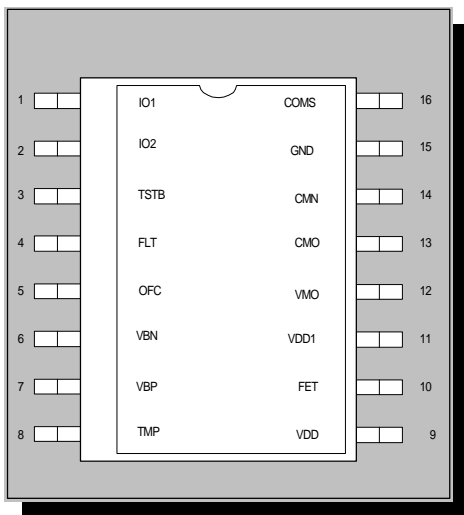 1 IO1 COMS 16
2 IO2 GND 15
3 TSTB CMN 14
4 FLT CMO 13
5 OFC VMO 12
6 VBN VDD1 11
7 VBP FET 10
8 TMP VDD 9